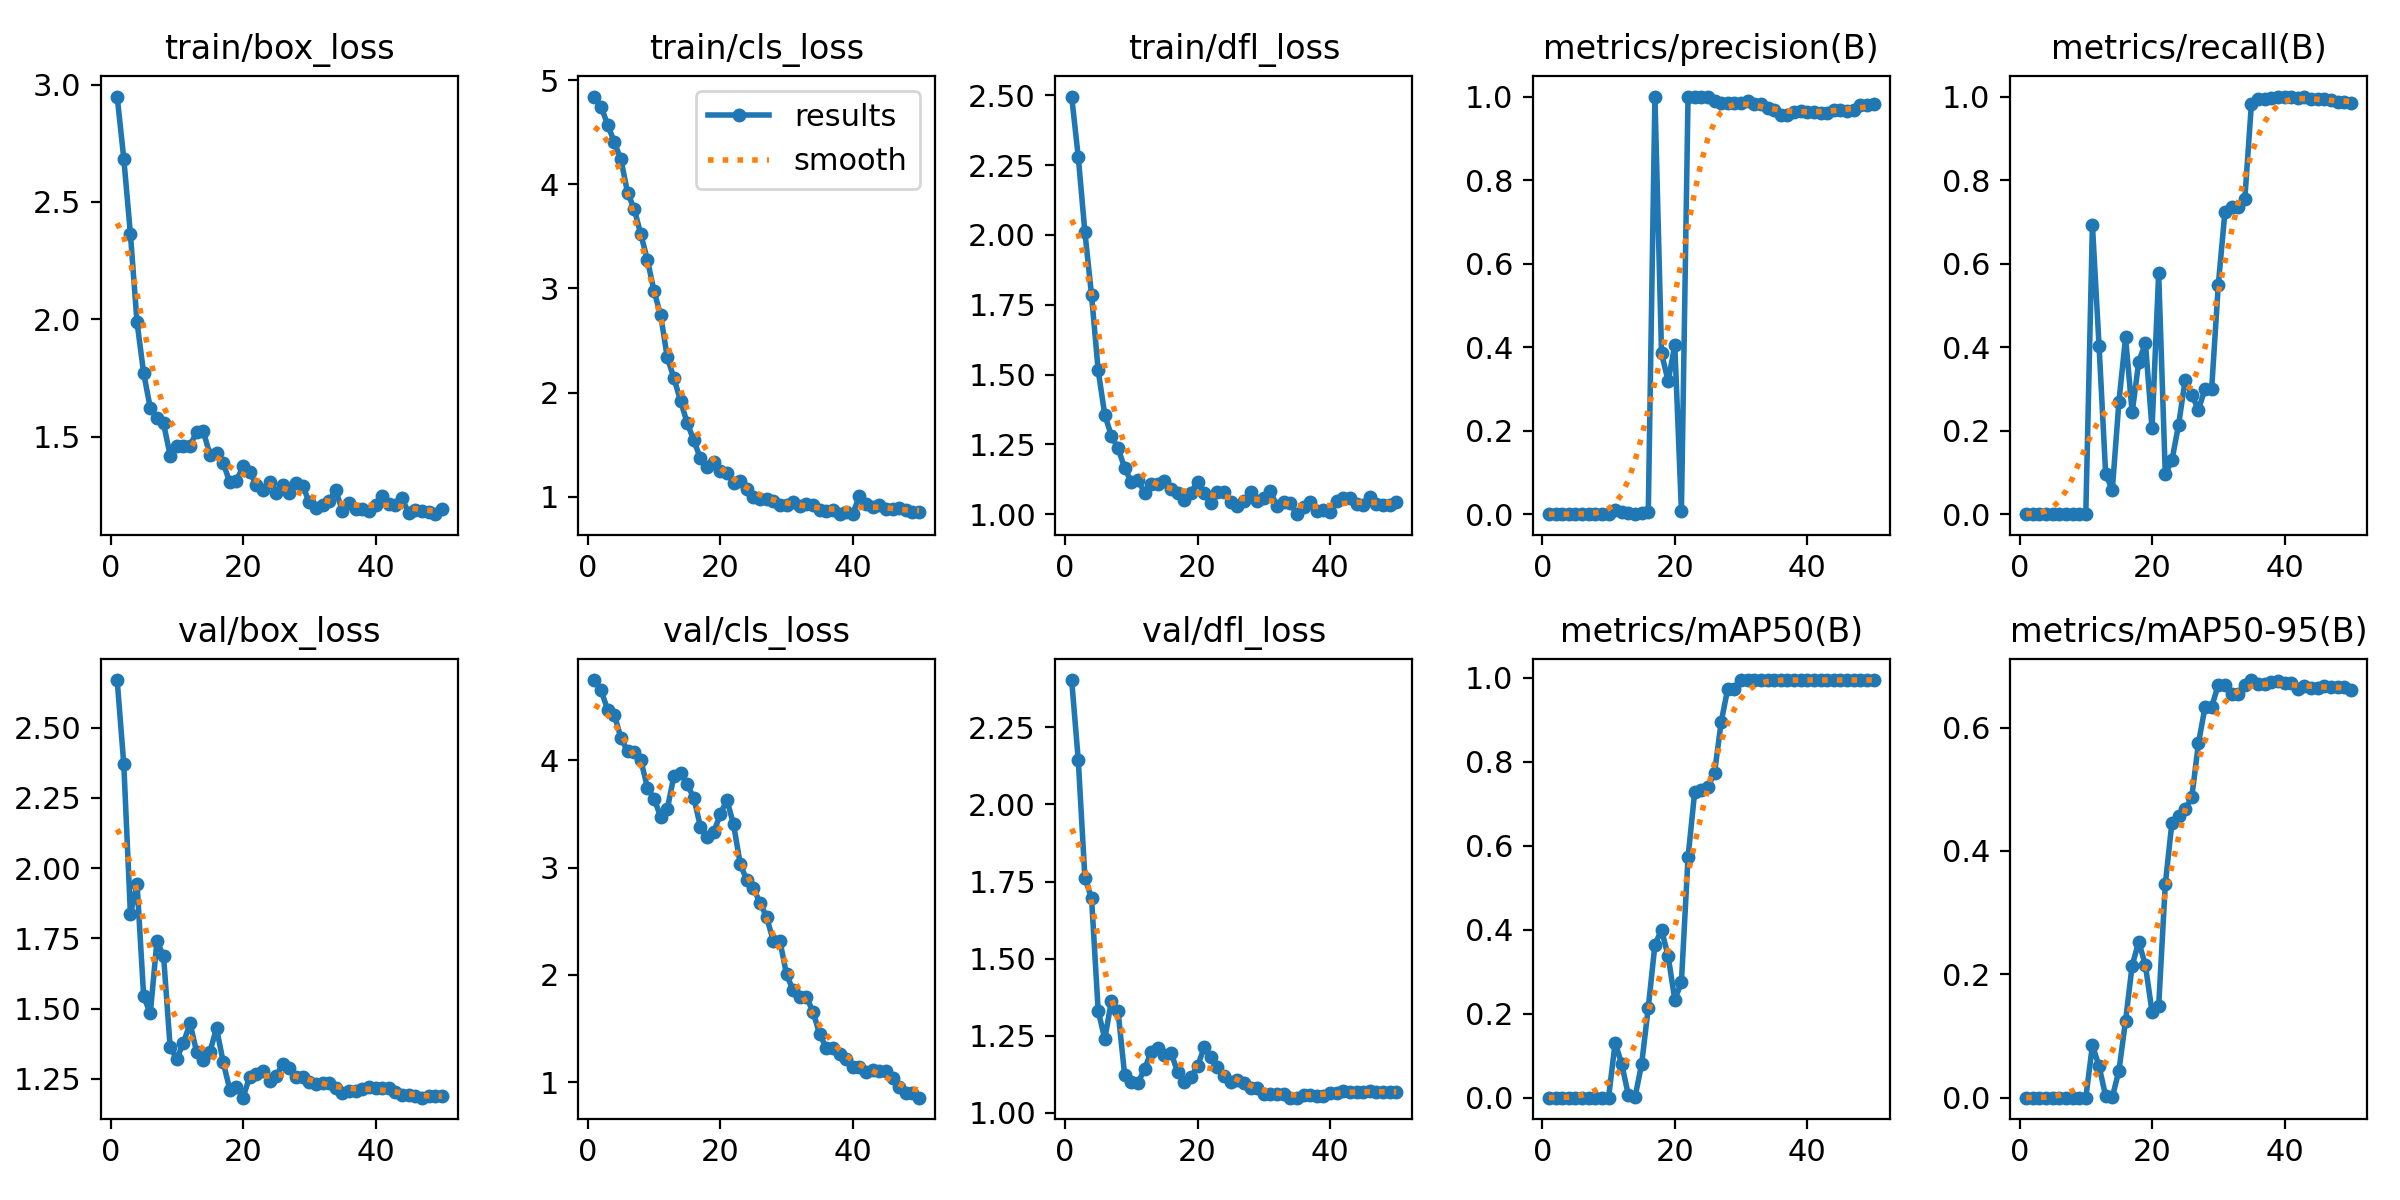 train/box_loss
3.0
2.5
2.0
1.5
0 20 40
train/cls_loss
results
smooth
5
4
3
2
1
0 20 40
train/dfl_loss
2.50
2.25
2.00
1.75
1.50
1.25
1.00
0 20 40
metrics/precision(B)
1.0
0.8
0.6
0.4
0.2
0.0
0 20 40
metrics/recall(B)
1.0
0.8
0.6
0.4
0.2
0.0
0 20 40
val/box_loss
2.50
2.25
2.00
1.75
1.50
1.25
0 20 40
val/cls_loss
4
3
2
1
0 20 40
val/dfl_loss
2.25
2.00
1.75
1.50
1.25
1.00
0 20 40
metrics/mAP50(B)
1.0
0.8
0.6
0.4
0.2
0.0
0 20 40
metrics/mAP50-95(B)
0.6
0.4
0.2
0.0
0 20 40